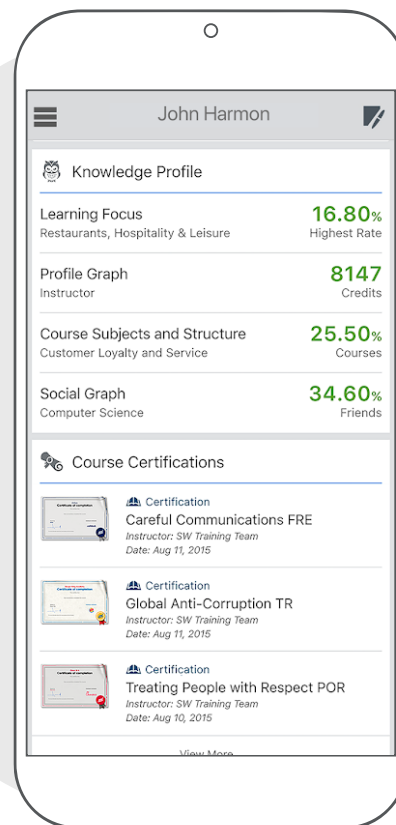 John Harmon
Knowledge Profile
Learning Focus
16.80%
Restaurants, Hospitality & Leisure
Highest Rate
Profile Graph
8147
Instructor
Credits
Course Subjects and Structure
25.50%
Customer Loyalty and Service
Courses
Social Graph
34.60%
Computer Science
Friends
Course Certifications
Certification
Careful Communications FRE
Instructor: SW Training Team
Date: Aug 11, 2015
Certification
Global Anti-Corruption TR
Instructor: SW Training Team
Date: Aug 11, 2015
Certification
Treating People with Respect POR
Instructor: SW Training Team
Date: Aug 10, 2015
View More